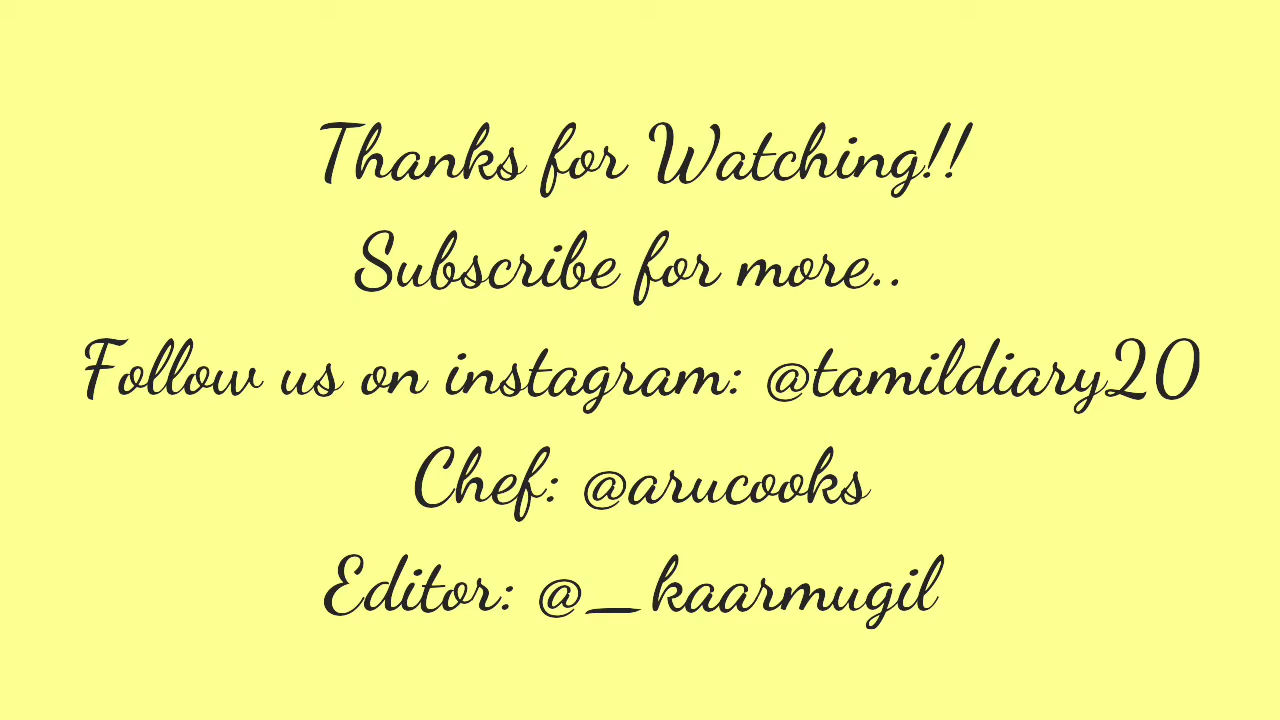 Thanks for Watching!!
Subscribe for more..
Follow us on instagram: @tamildiary20
Chef: @arucooks
Editor: @_kaarmugil